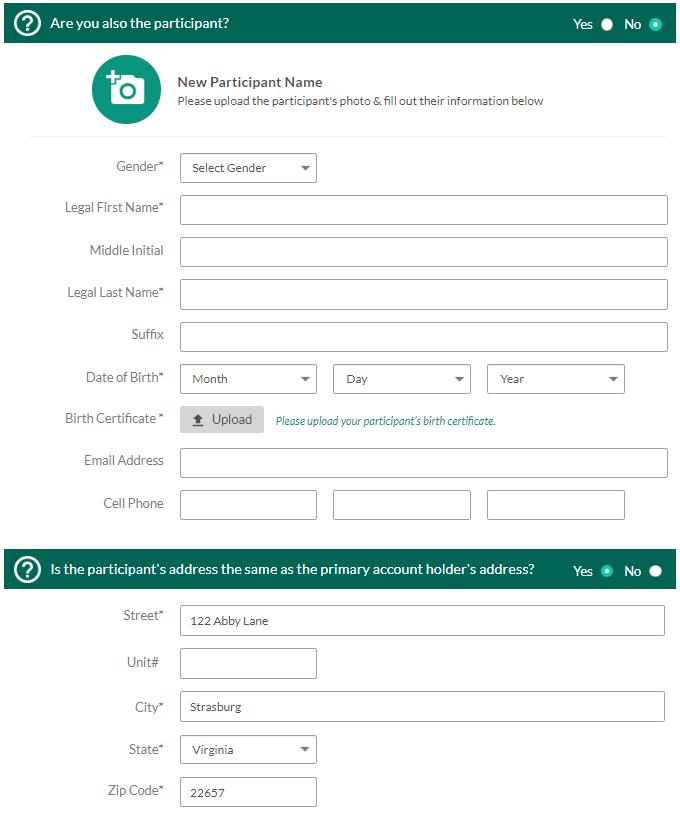 Are you also the participant? Yes No
New Participant Name
Please upload the participant's photo & fill out their information below
Gender* Select Gender
Legal First Name*
Middle Initial
Legal Last Name*
Suffix
Date of Birth* Month Day Year
Birth Certificate * Upload Please upload your participant's birth certificate.
Email Address
Cell Phone
Is the participant's address the same as the primary account holder's address? Yes No
Street* 122 Abby Lane
Unit#
City* Strasburg
State* Virginia
Zip Code* 22657